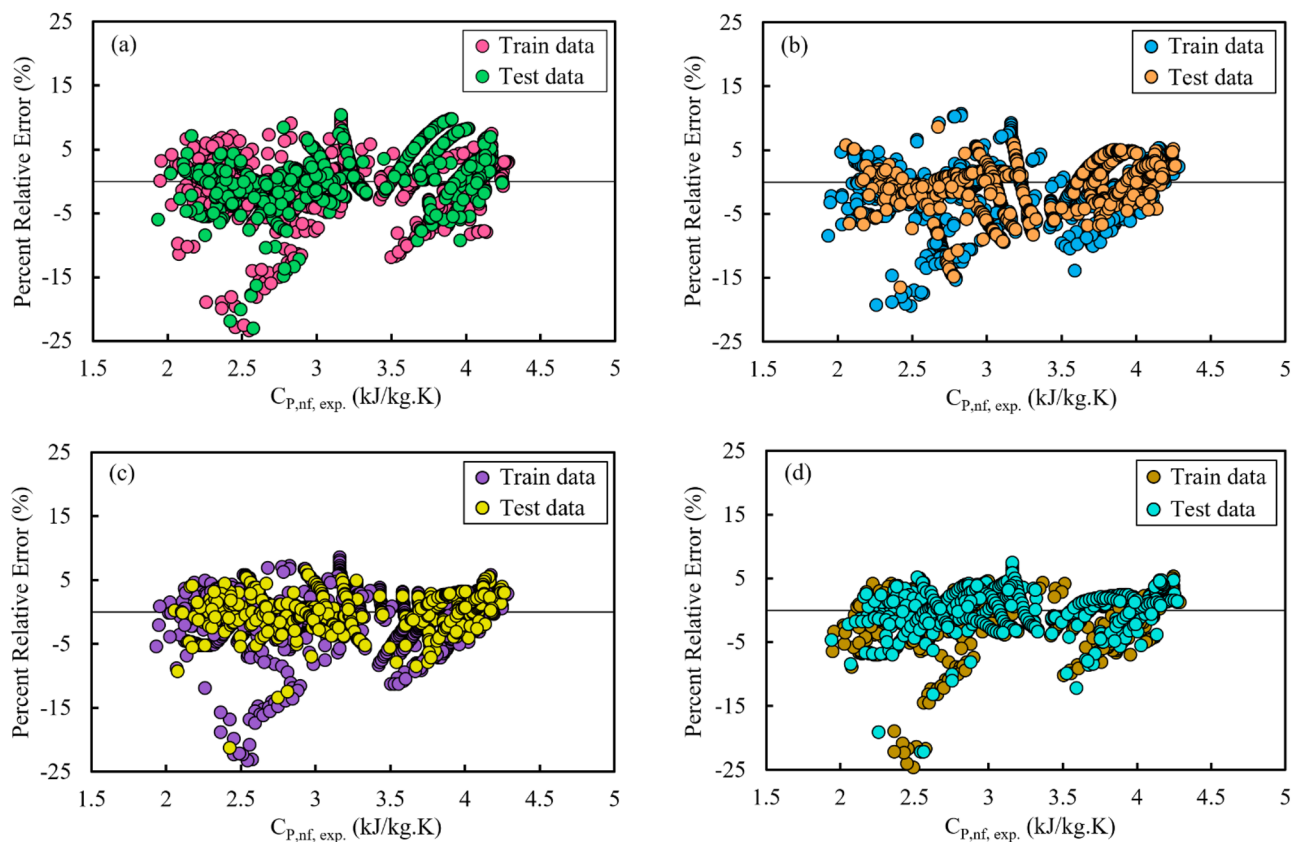 (a)
Train data
Test data
Percent Relative Error (%)
25
15
5
-5
-15
-25
1.5 2 2.5 3 3.5 4 4.5 5
C_P,nf, exp. (kJ/kg.K)
(b)
Train data
Test data
Percent Relative Error (%)
25
15
5
-5
-15
-25
1.5 2 2.5 3 3.5 4 4.5 5
C_P,nf, exp. (kJ/kg.K)
(c)
Train data
Test data
Percent Relative Error (%)
25
15
5
-5
-15
-25
1.5 2 2.5 3 3.5 4 4.5 5
C_P,nf, exp. (kJ/kg.K)
(d)
Train data
Test data
Percent Relative Error (%)
25
15
5
-5
-15
-25
1.5 2 2.5 3 3.5 4 4.5 5
C_P,nf, exp. (kJ/kg.K)